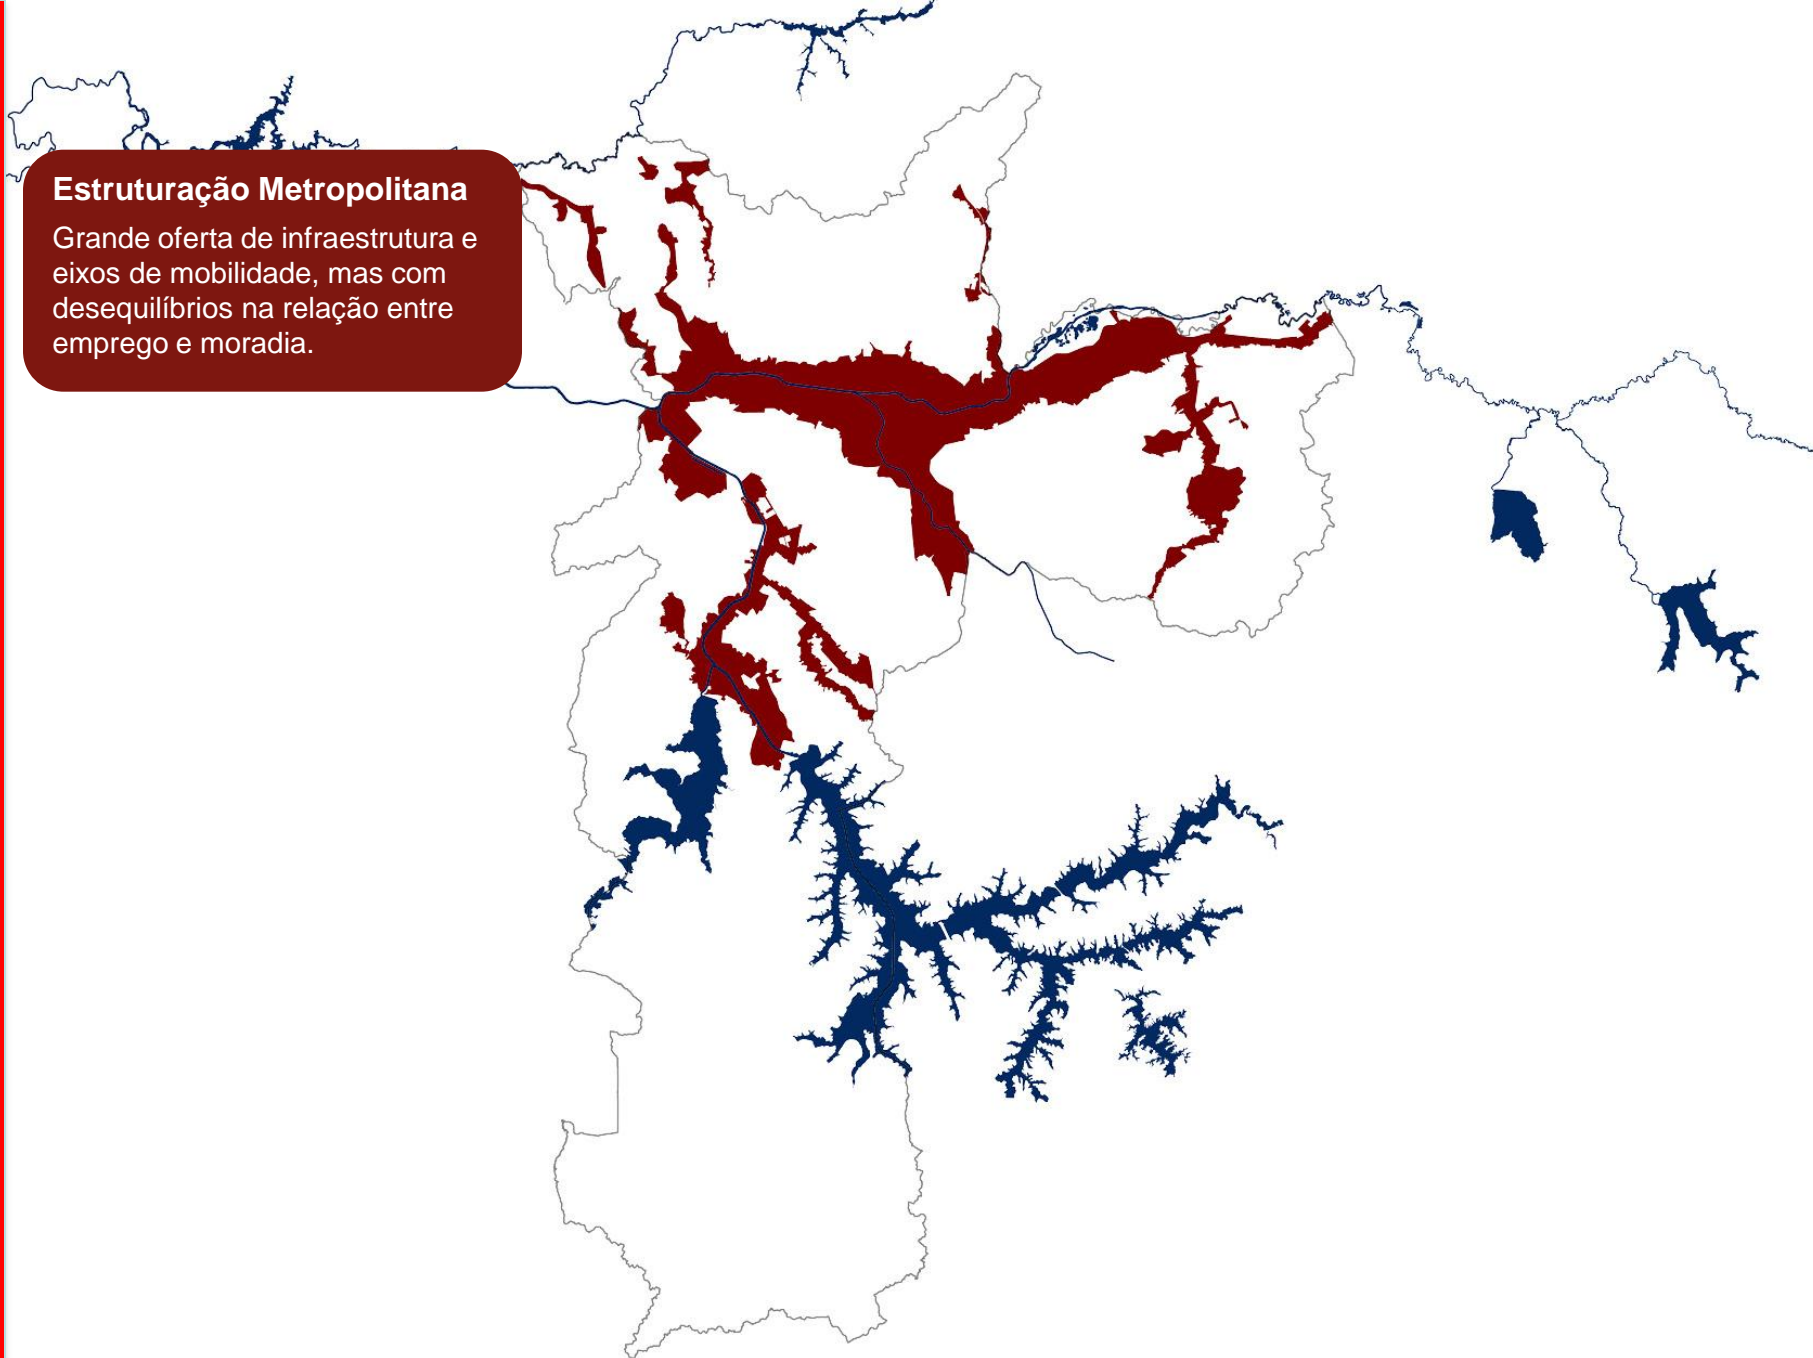 Estruturação Metropolitana
Grande oferta de infraestrutura e
eixos de mobilidade, mas com
desequilíbrios na relação entre
emprego e moradia.